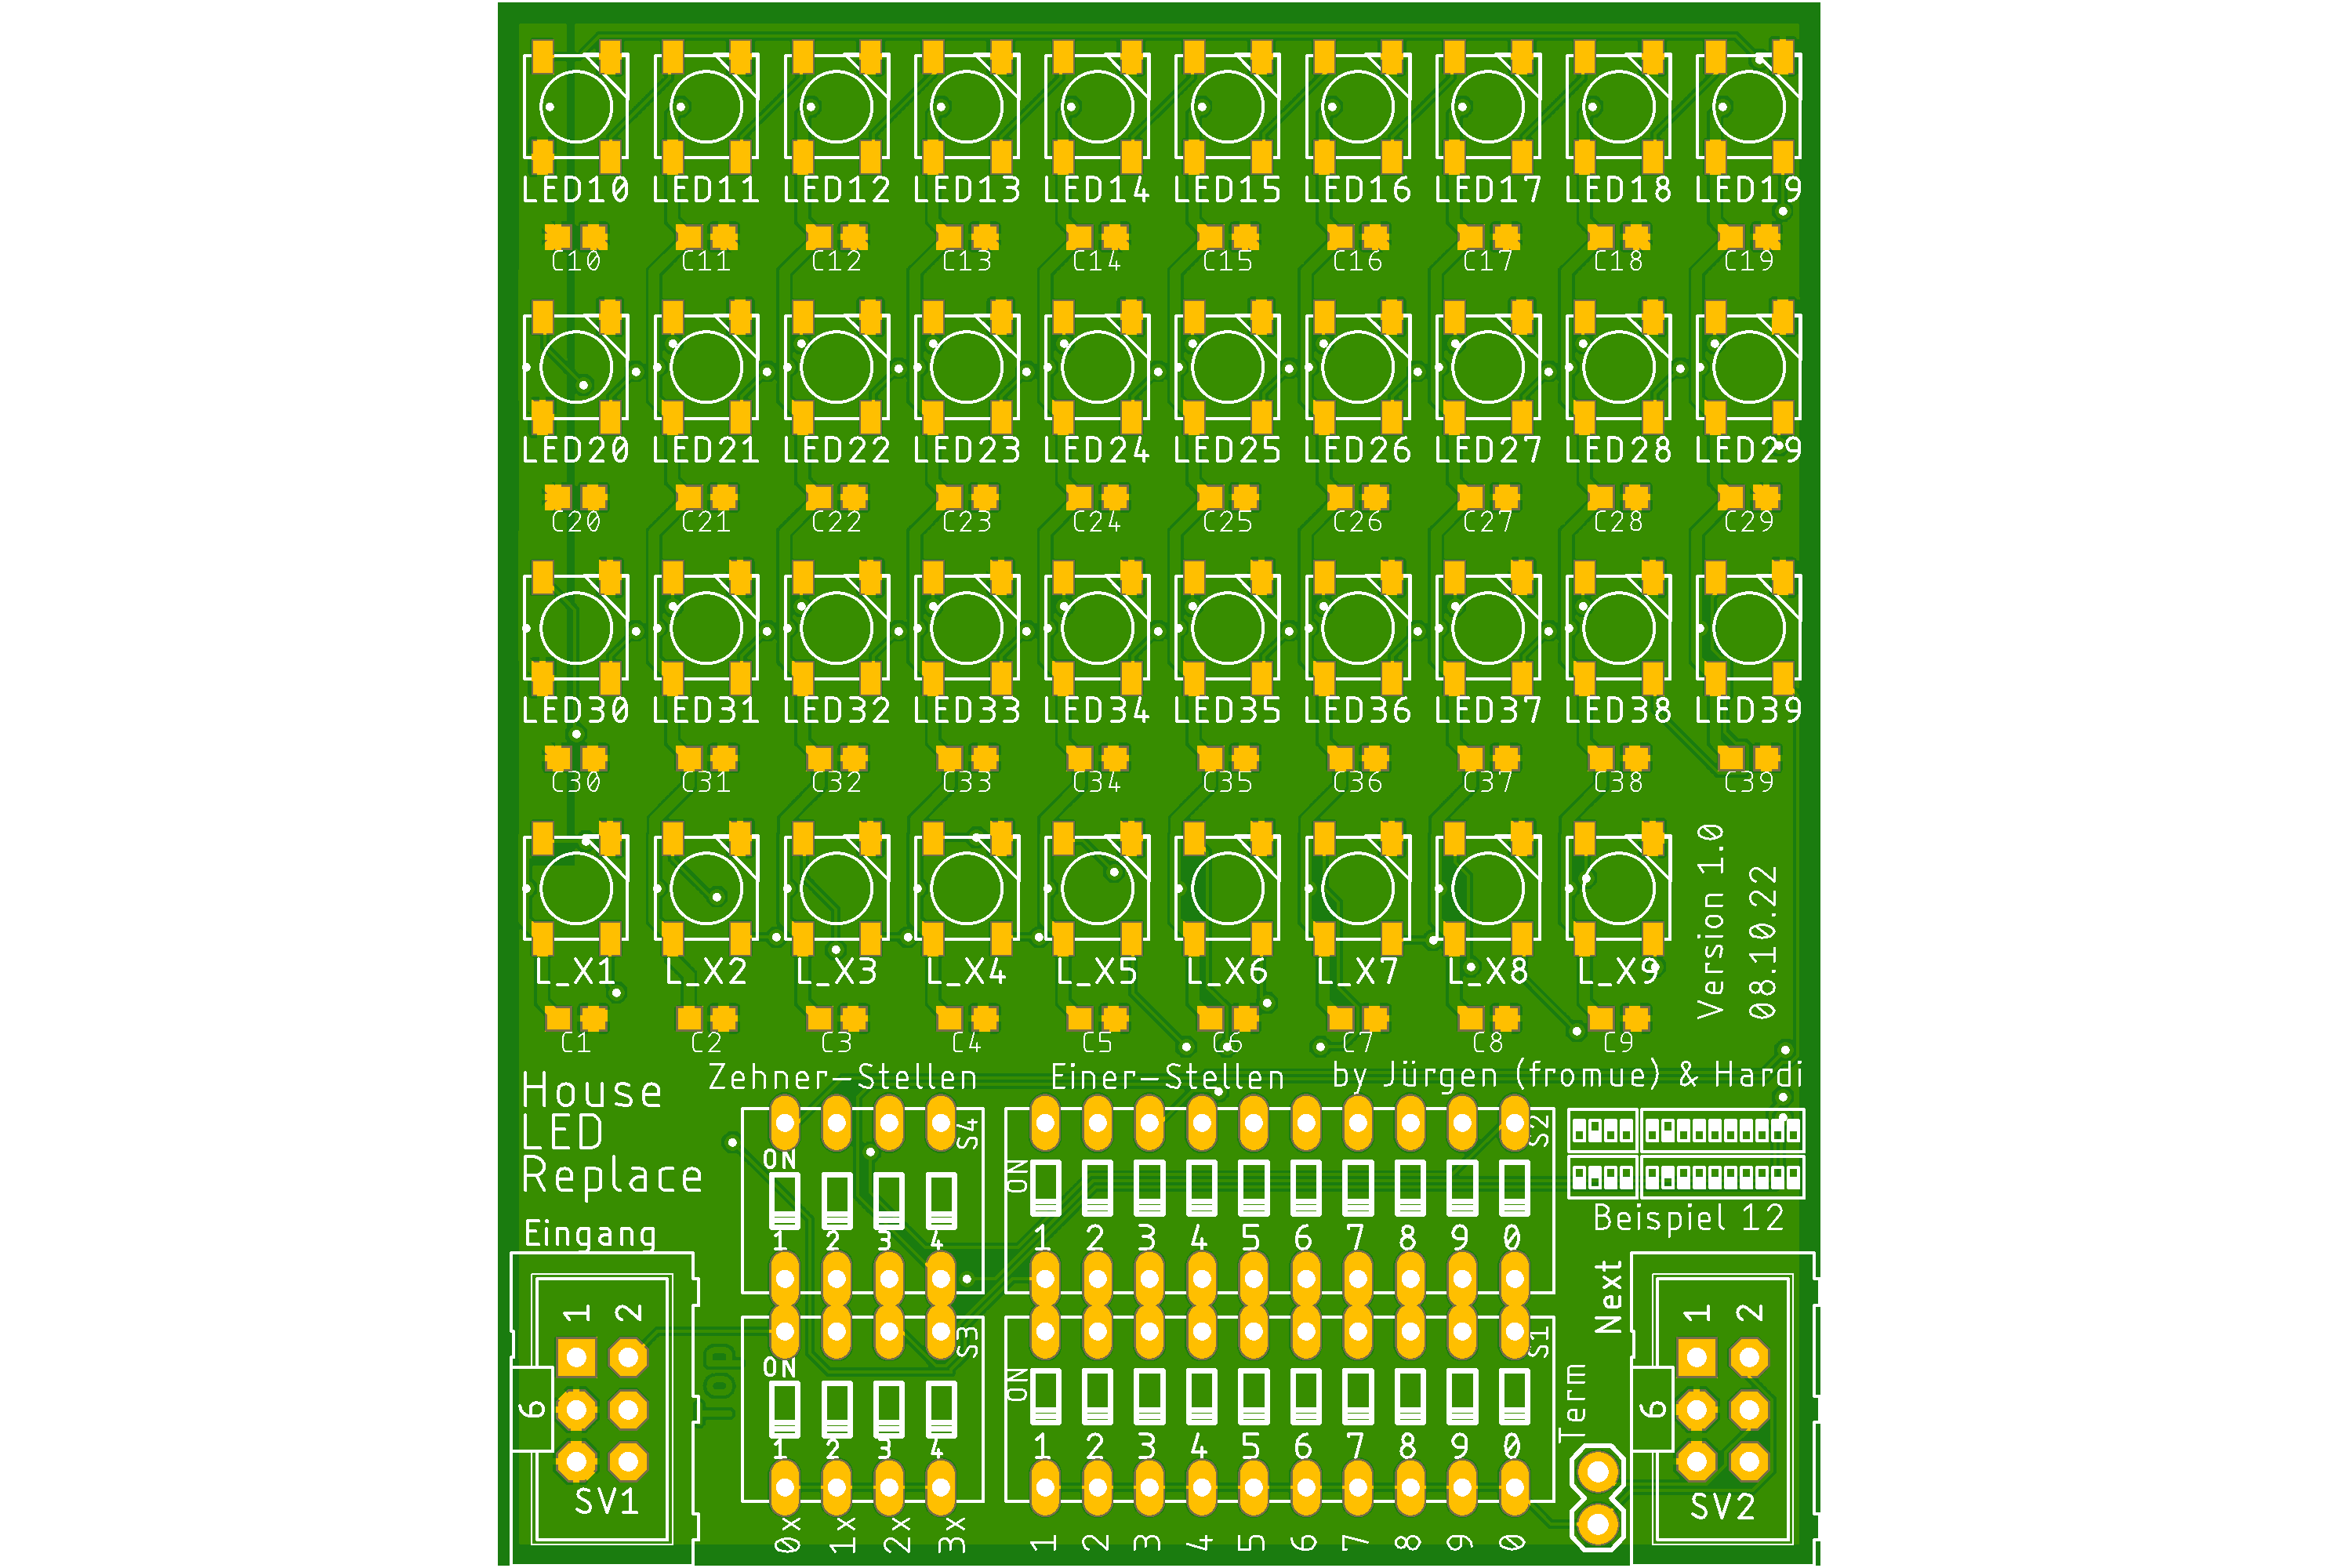 LED10 LED11 LED12 LED13 LED14 LED15 LED16 LED17 LED18 LED19
C10 C11 C12 C13 C14 C15 C16 C17 C18 C19
LED20 LED21 LED22 LED23 LED24 LED25 LED26 LED27 LED28 LED29
C20 C21 C22 C23 C24 C25 C26 C27 C28 C29
LED30 LED31 LED32 LED33 LED34 LED35 LED36 LED37 LED38 LED39
C30 C31 C32 C33 C34 C35 C36 C37 C38 C39
L_X1 L_X2 L_X3 L_X4 L_X5 L_X6 L_X7 L_X8 L_X9
C1 C2 C3 C4 C5 C6 C7 C8 C9
Version 1.0
08.10.22
Zehner-Stellen Einer-Stellen by Jürgen (fromue) & Hardi
House
LED
Replace
S4
ON
1 2 3 4
S2
ON
1 2 3 4 5 6 7 8 9 0
Beispiel 12
Eingang
1 2
6
SV1
TOP
S3
ON
1 2 3 4
0x 1x 2x 3x
S1
ON
1 2 3 4 5 6 7 8 9 0
1 2 3 4 5 6 7 8 9 0
Term
Next
1 2
6
SV2